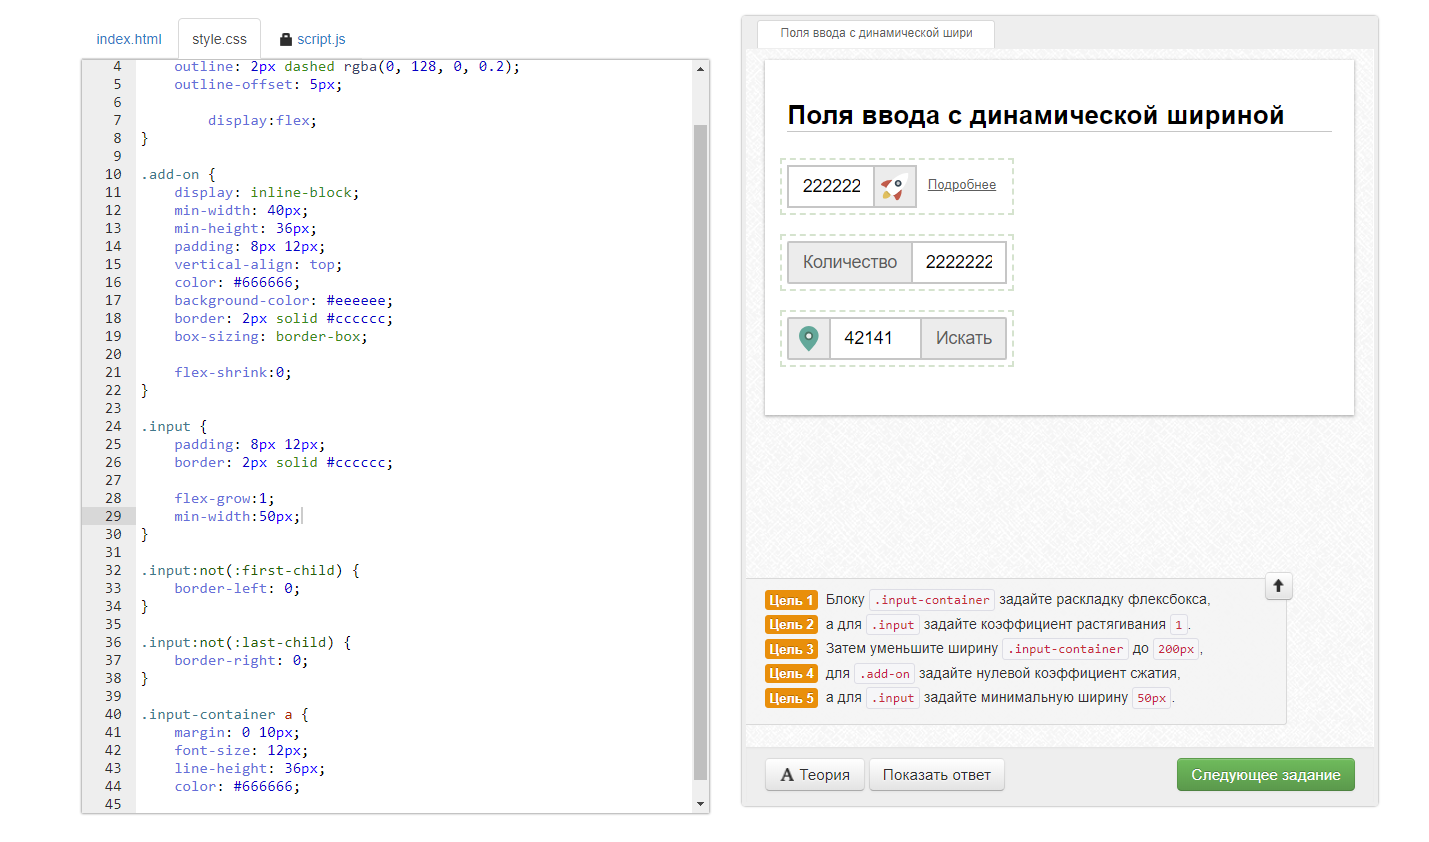 index.html style.css script.js
4 outline: 2px dashed rgba(0, 128, 0, 0.2);
5 outline-offset: 5px;
6
7 display:flex;
8 }
9
10 .add-on {
11 display: inline-block;
12 min-width: 40px;
13 min-height: 36px;
14 padding: 8px 12px;
15 vertical-align: top;
16 color: #666666;
17 background-color: #eeeeee;
18 border: 2px solid #cccccc;
19 box-sizing: border-box;
20
21 flex-shrink:0;
22 }
23
24 .input {
25 padding: 8px 12px;
26 border: 2px solid #cccccc;
27
28 flex-grow:1;
29 min-width:50px;
30 }
31
32 .input:not(:first-child) {
33 border-left: 0;
34 }
35
36 .input:not(:last-child) {
37 border-right: 0;
38 }
39
40 .input-container a {
41 margin: 0 10px;
42 font-size: 12px;
43 line-height: 36px;
44 color: #666666;
45
Поля ввода с динамической шири
Поля ввода с динамической шириной
222222 Подробнее
Количество 2222222
42141 Искать
Цель 1 Блоку .input-container задайте раскладку флексбокса,
Цель 2 а для .input задайте коэффициент растягивания 1.
Цель 3 Затем уменьшите ширину .input-container до 200px,
Цель 4 для .add-on задайте нулевой коэффициент сжатия,
Цель 5 а для .input задайте минимальную ширину 50px.
A Теория Показать ответ Следующее задание